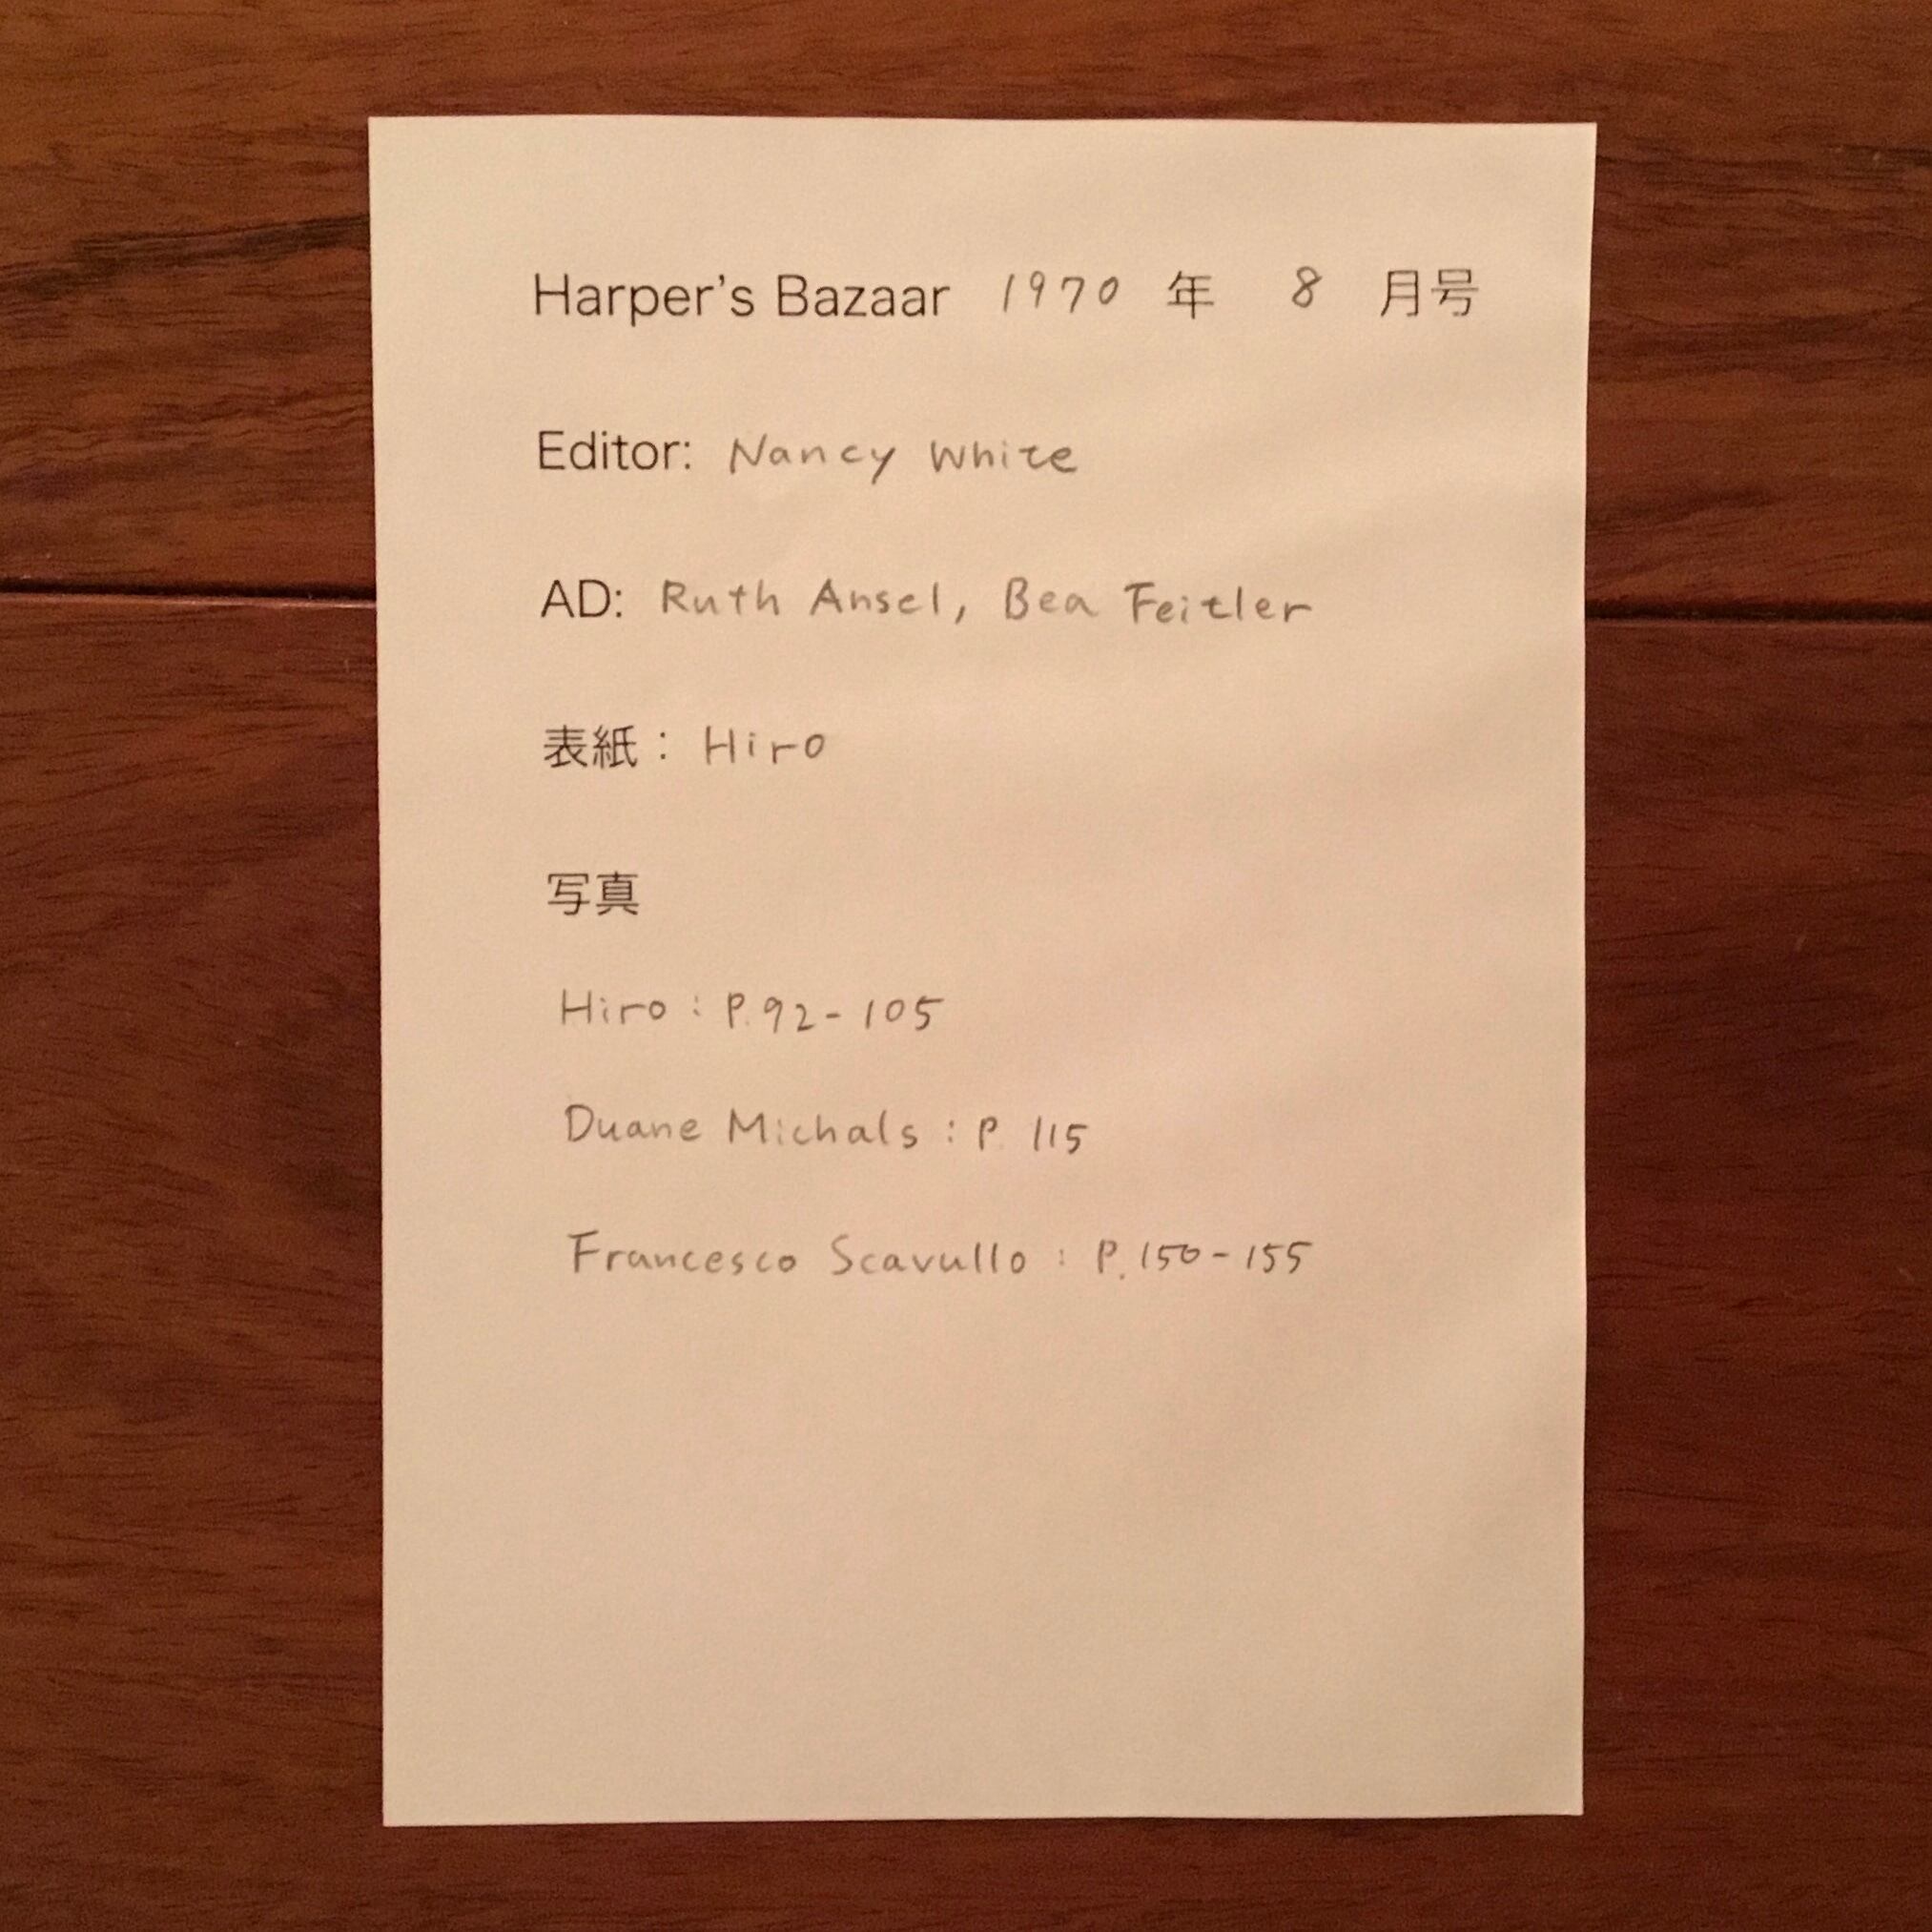 Harper's Bazaar 1970 年 8 月号
Editor: Nancy White
AD: Ruth Ansel, Bea Feitler
表紙：Hiro
写真
Hiro : P.92-105
Duane Michals : P. 115
Francesco Scavullo : P.150-155